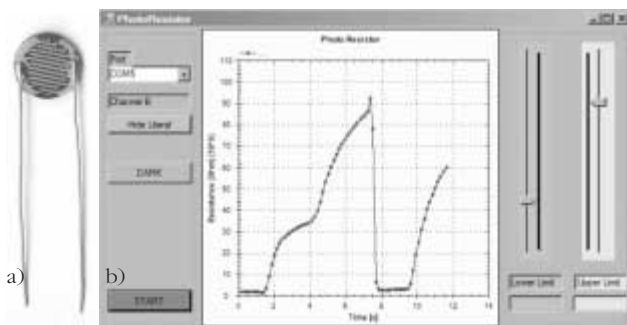 PhotoResistor
Port
COM5
Channel B
Hide Literal
DARK
START
Photo Resistor
110
100
90
80
70
60
50
40
30
20
10
0
0 2 4 6 8 10 12 14
Time [s]
Lower Limit
Upper Limit
a)
b)